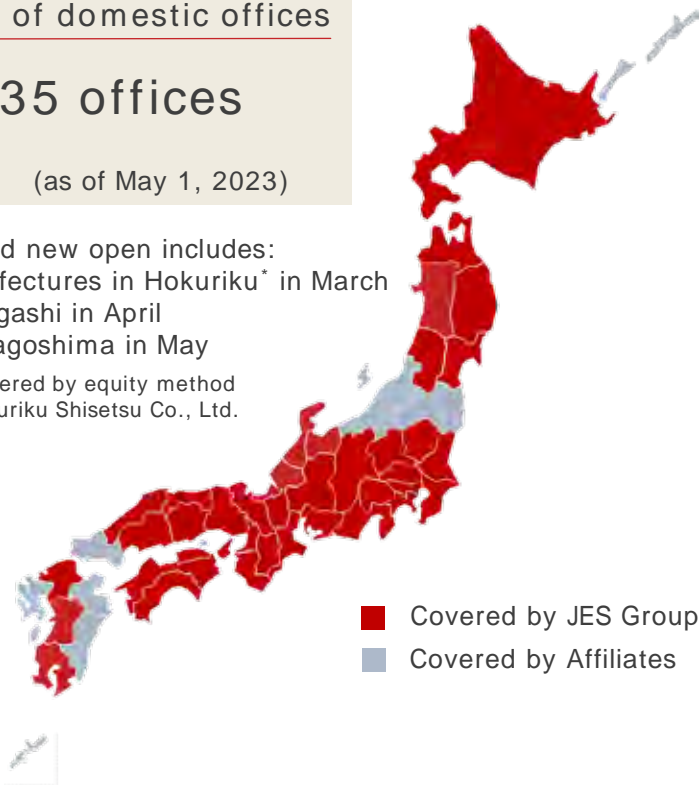 of domestic offices
35 offices
(as of May 1, 2023)
d new open includes:
fectures in Hokuriku* in March
gashi in April
agoshima in May
ered by equity method
uriku Shisetsu Co., Ltd.
Covered by JES Group
Covered by Affiliates